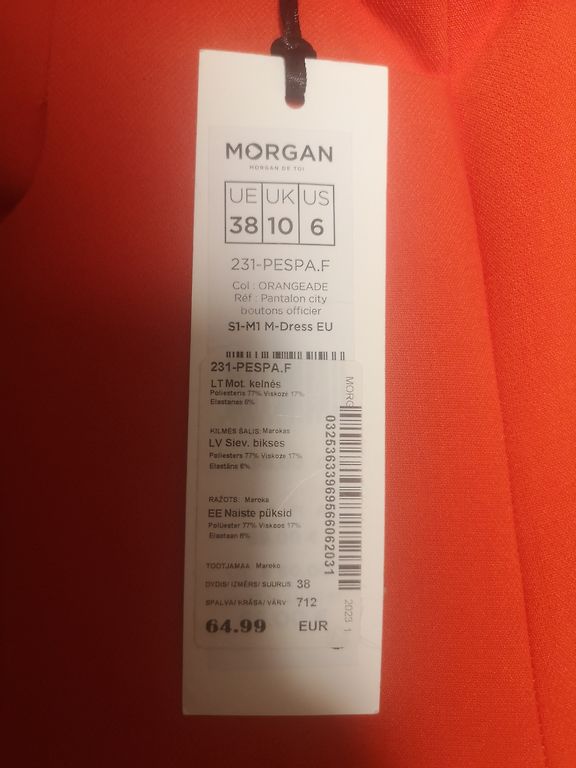 MORGAN
MORGAN DE TOI
UE UK US
38 10 6
231-PESPA.F
Col : ORANGEADE
Réf : Pantalon city
boutons officier
S1-M1 M-Dress EU
231-PESPA.F
LT Mot. kelnės
Poliesteris 77% Viskozė 17%
Elastanas 6%
KILMĖS ŠALIS: Marokas
LV Siev. bikses
Poliesters 77% Viskoze 17%
Elastāns 6%
RAŽOTS Maroka
EE Naiste püksid
Polüester 77% Viskoos 17%
Elastaan 6%
TOOTJAMAA Maroko
DYDIS/ IZMĒRS/ SUURUS 38
SPALVA/ KRĀSA/ VÄRV 712
64.99 EUR
MORG
03253633969566062031
2023 1